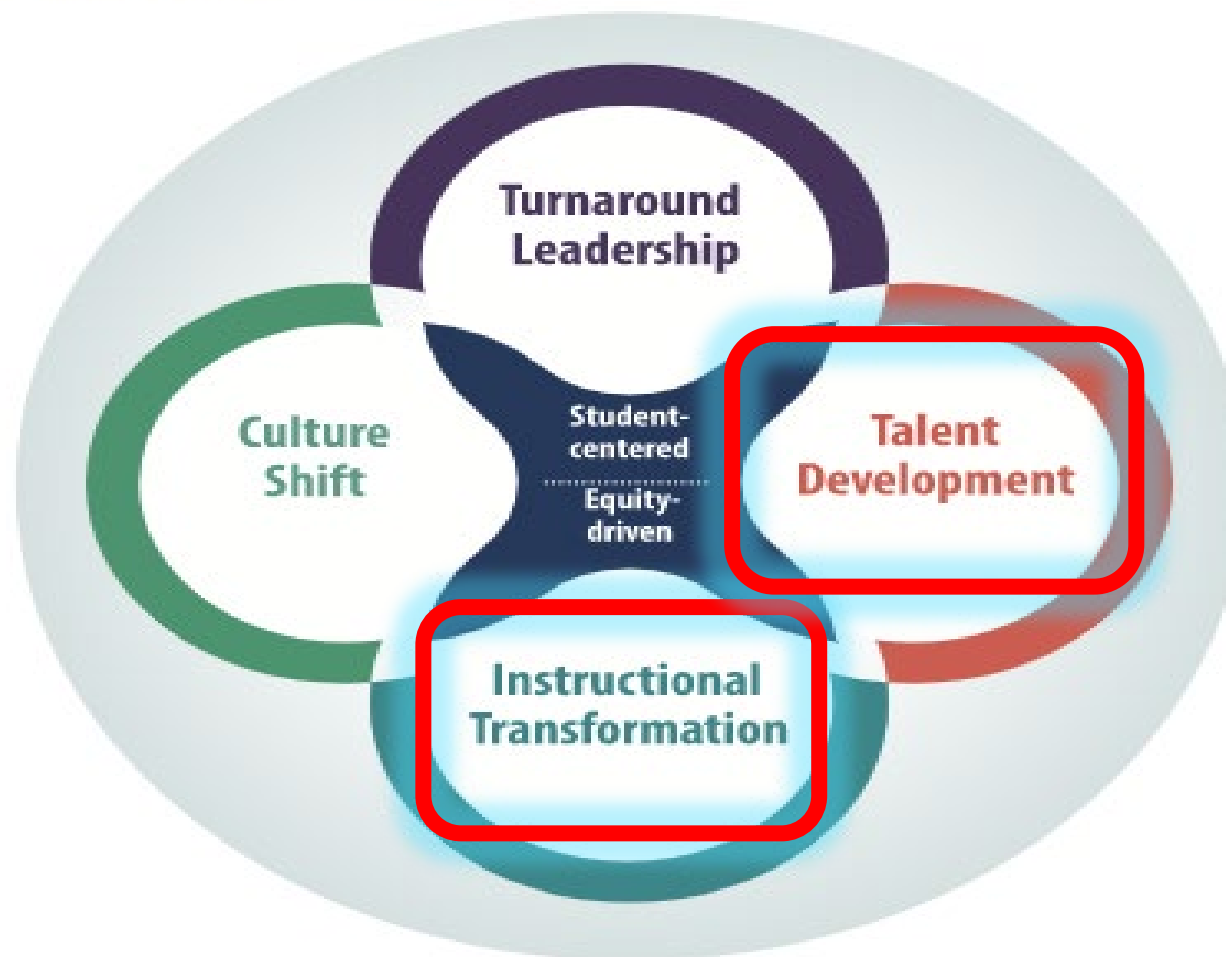 Turnaround
Leadership
Culture
Shift
Student-
centered
Equity-
driven
Talent
Development
Instructional
Transformation